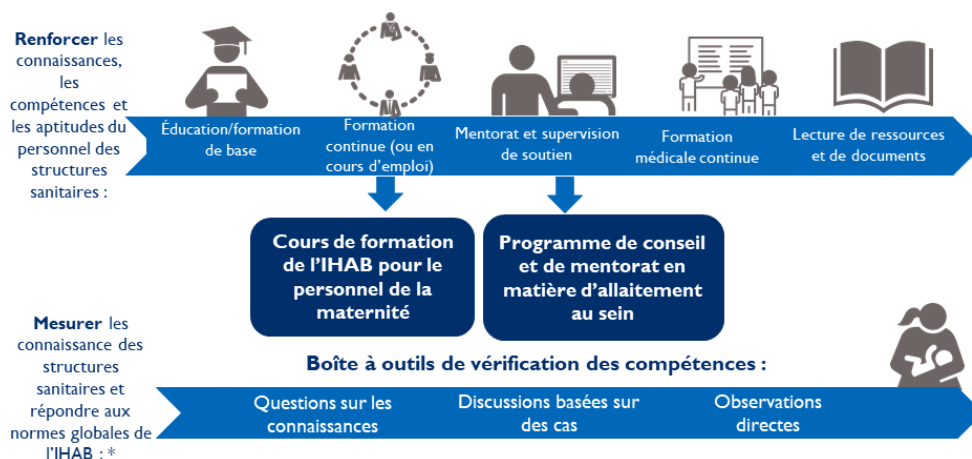 Renforcer les
connaissances,
les
compétences et
les aptitudes du
personnel des
structures
sanitaires :
Éducation/formation
de base
Formation
continue (ou en
cours d'emploi)
Mentorat et supervision
de soutien
Formation
médicale continue
Lecture de ressources
et de documents
Cours de formation
de l'IHAB pour le
personnel de la
maternité
Programme de conseil
et de mentorat en
matière d'allaitement
au sein
Mesurer les
connaissance des
structures
sanitaires et
répondre aux
normes globales de
l'IHAB : *
Boîte à outils de vérification des compétences :
Questions sur les
connaissances
Discussions basées sur
des cas
Observations
directes